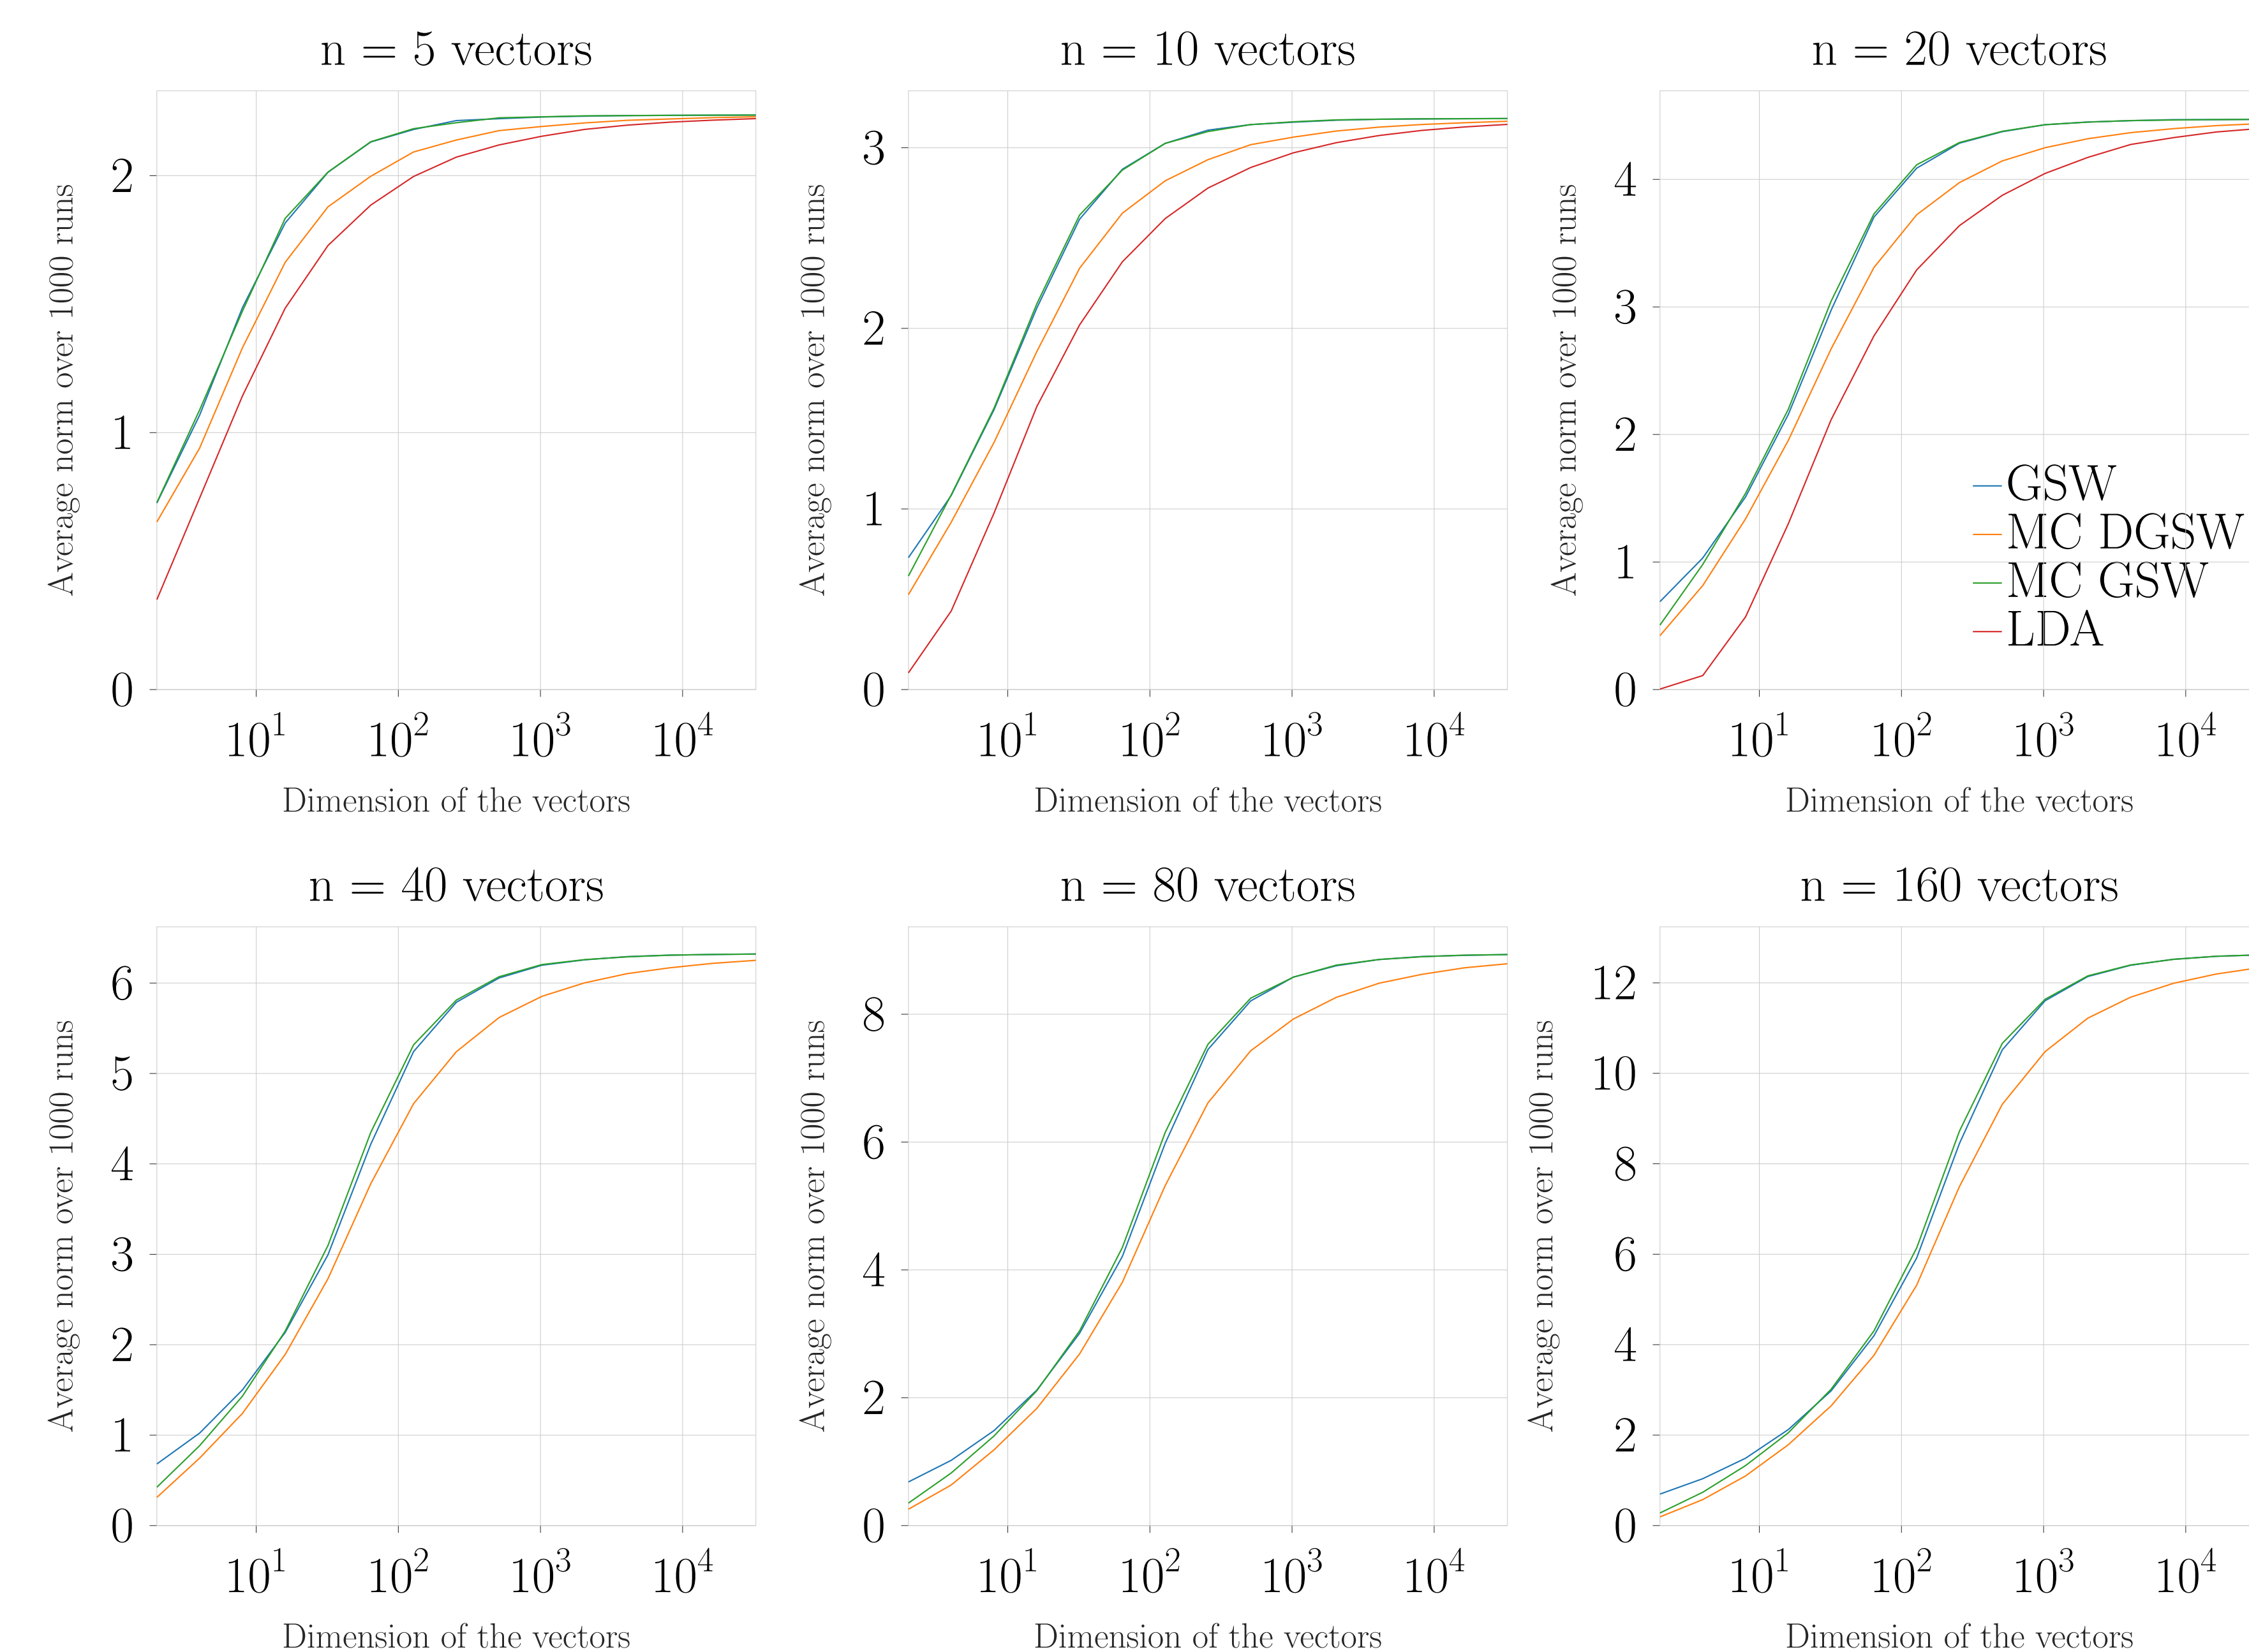 n = 5 vectors
Average norm over 1000 runs
2
1
0
10^1 10^2 10^3 10^4
Dimension of the vectors
n = 10 vectors
Average norm over 1000 runs
3
2
1
0
10^1 10^2 10^3 10^4
Dimension of the vectors
n = 20 vectors
Average norm over 1000 runs
4
3
2
1
0
GSW
MC DGSW
MC GSW
LDA
10^1 10^2 10^3 10^4
Dimension of the vectors
n = 40 vectors
Average norm over 1000 runs
6
5
4
3
2
1
0
10^1 10^2 10^3 10^4
Dimension of the vectors
n = 80 vectors
Average norm over 1000 runs
8
6
4
2
0
10^1 10^2 10^3 10^4
Dimension of the vectors
n = 160 vectors
Average norm over 1000 runs
12
10
8
6
4
2
0
10^1 10^2 10^3 10^4
Dimension of the vectors